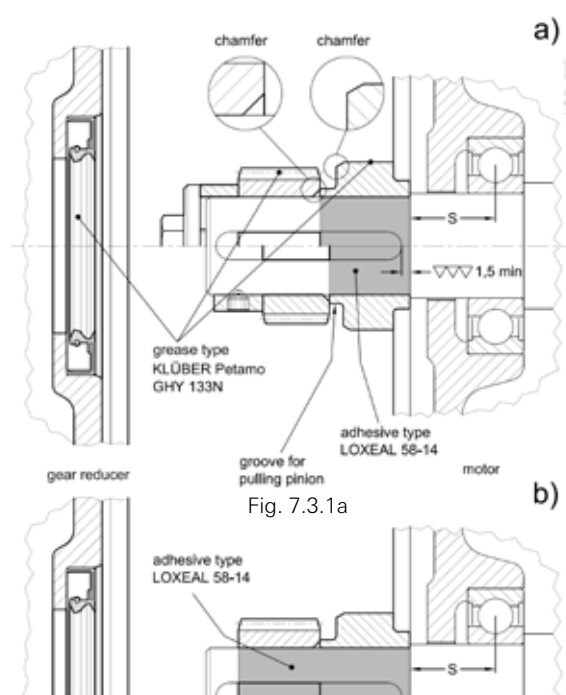 a)
chamfer chamfer
S
1,5 min
grease type
KLÜBER Petamo
GHY 133N
adhesive type
LOXEAL 58-14
groove for
pulling pinion
gear reducer
motor
Fig. 7.3.1a
b)
adhesive type
LOXEAL 58-14
S